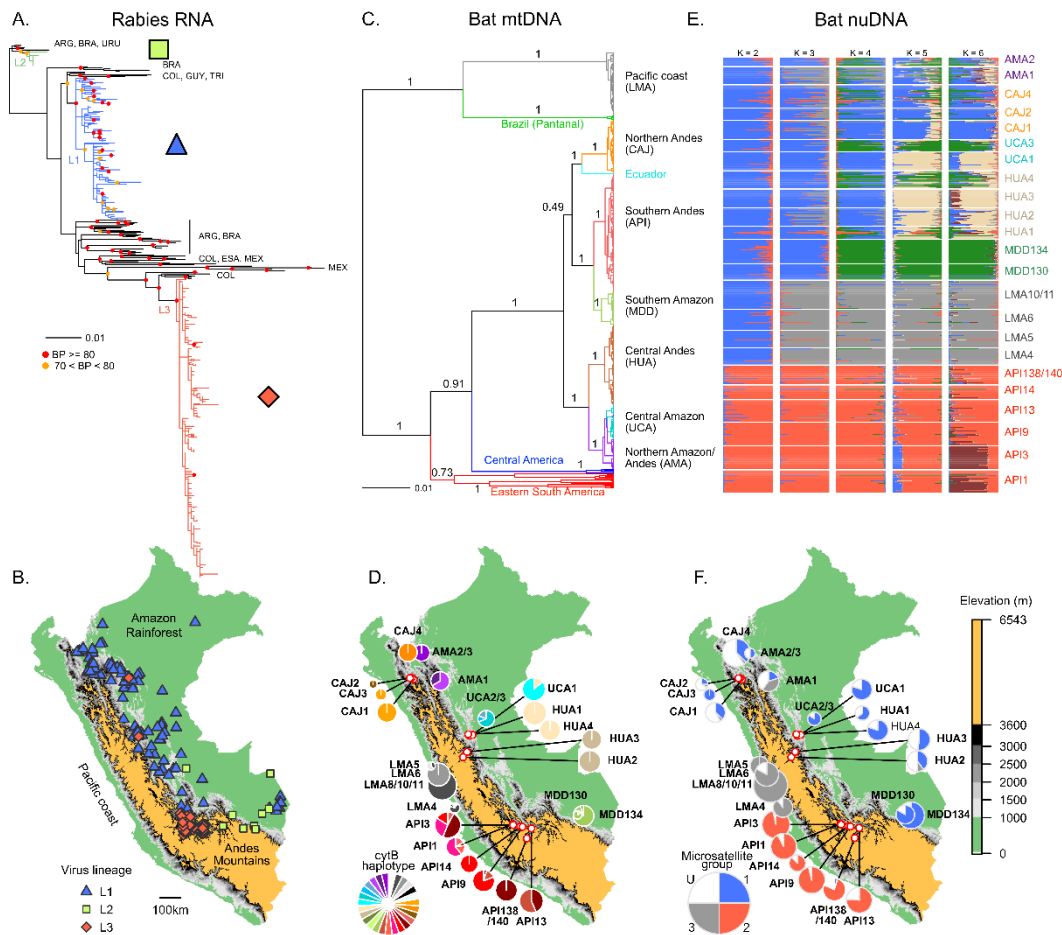 A.
Rabies RNA
ARG, BRA, URU
L2
BRA
COL, GUY, TRI
L1
ARG, BRA
COL, ESA, MEX
MEX
COL
L3
0.01
BP >= 80
70 < BP < 80
C.
Bat mtDNA
1
1
1
Pacific coast
(LMA)
1
Brazil (Pantanal)
Northern Andes
(CAJ)
1
1
Ecuador
0.49
1
Southern Andes
(API)
1
1
1
Southern Amazon
(MDD)
Central Andes
(HUA)
1
1
Central Amazon
(UCA)
0.91
1
1
Northern Amazon/
Andes (AMA)
Central America
1
0.73
1
Eastern South America
0.01
E.
Bat nuDNA
K = 2
K = 3
K = 4
K = 5
K = 6
AMA2
AMA1
CAJ4
CAJ2
CAJ1
UCA3
UCA1
HUA4
HUA3
HUA2
HUA1
MDD134
MDD130
LMA10/11
LMA6
LMA5
LMA4
API138/140
API14
API13
API9
API3
API1
B.
Amazon
Rainforest
Pacific coast
Andes
Mountains
Virus lineage
L1
L2
L3
100km
D.
CAJ4
AMA2/3
CAJ2
CAJ3
CAJ1
AMA1
UCA2/3
UCA1
HUA1
HUA4
HUA3
HUA2
LMA5
LMA6
LMA8/10/11
LMA4
MDD130
MDD134
API3
API1
API14
API9
API138
/140
API13
cytB
haplotype
F.
CAJ4
AMA2/3
CAJ2
CAJ3
CAJ1
AMA1
UCA2/3
UCA1
HUA1
HUA4
HUA3
HUA2
LMA5
LMA6
LMA8/10/11
LMA4
MDD130
MDD134
API3
API1
API14
API9
API138
/140
API13
Microsatellite
group
U
1
3
2
Elevation (m)
6543
3600
3000
2000
1500
1000
0